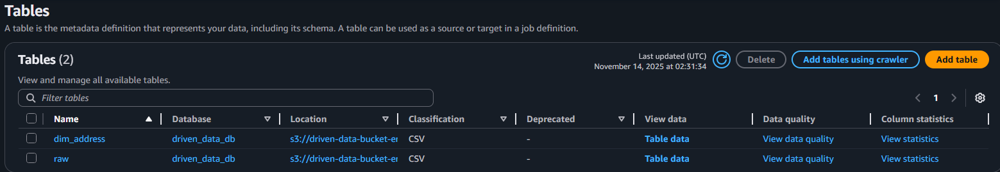 Tables
A table is the metadata definition that represents your data, including its schema. A table can be used as a source or target in a job definition.
Tables (2)
Last updated (UTC)
November 14, 2025 at 02:31:34
Delete
Add tables using crawler
Add table
View and manage all available tables.
Filter tables
1
Name Database Location Classification Deprecated View data Data quality Column statistics
dim_address driven_data_db s3://driven-data-bucket-er CSV - Table data View data quality View statistics
raw driven_data_db s3://driven-data-bucket-er CSV - Table data View data quality View statistics